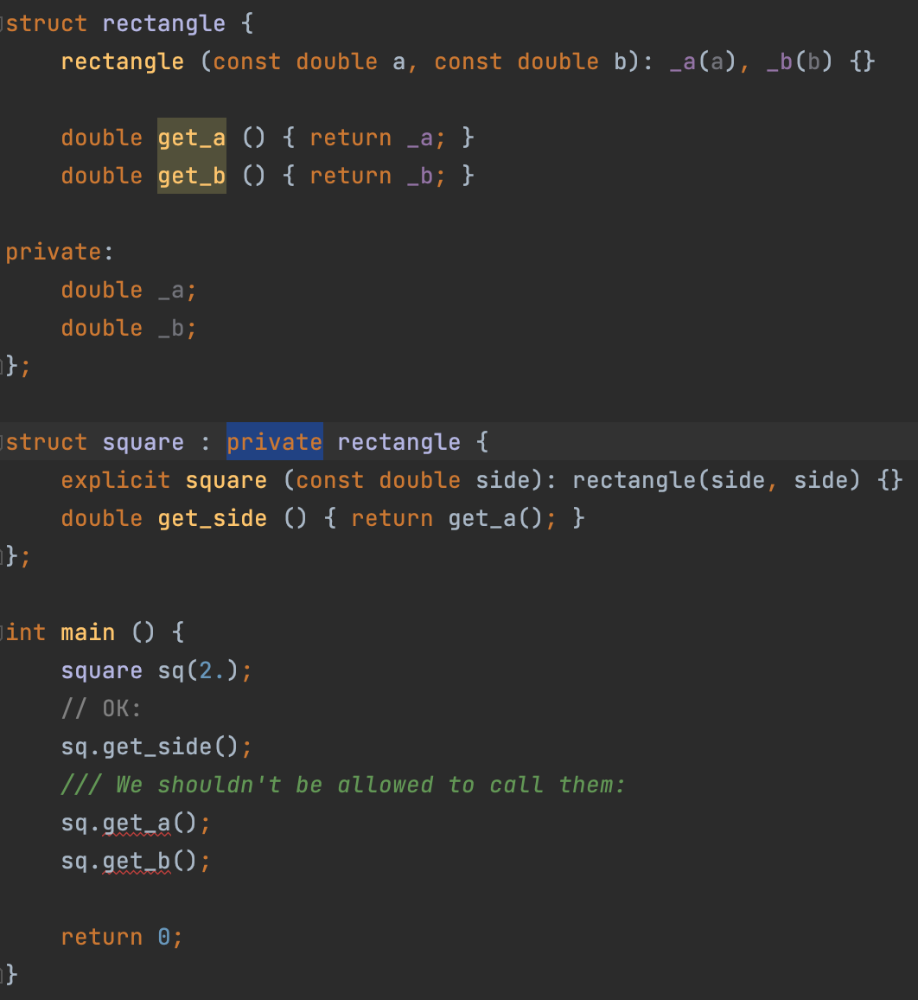 struct rectangle {
    rectangle (const double a, const double b): _a(a), _b(b) {}
    double get_a () { return _a; }
    double get_b () { return _b; }
private:
    double _a;
    double _b;
};
struct square : private rectangle {
    explicit square (const double side): rectangle(side, side) {}
    double get_side () { return get_a(); }
};
int main () {
    square sq(2.);
    // OK:
    sq.get_side();
    /// We shouldn't be allowed to call them:
    sq.get_a();
    sq.get_b();
    return 0;
}